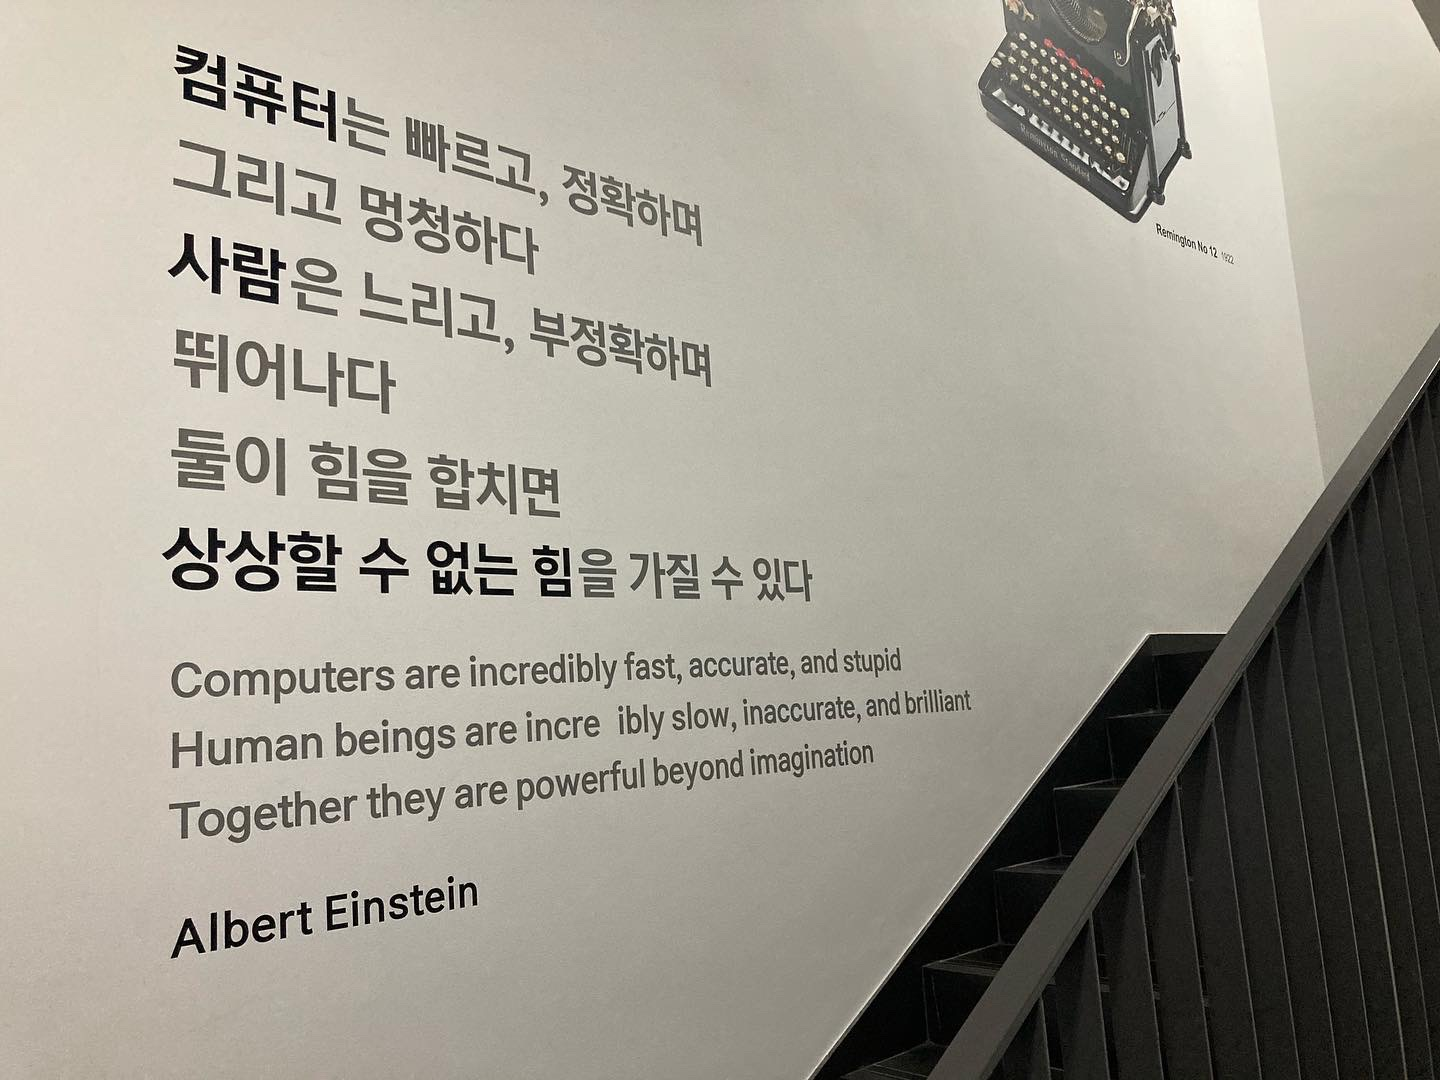 컴퓨터는 빠르고, 정확하며
그리고 멍청하다
사람은 느리고, 부정확하며
뛰어나다
둘이 힘을 합치면
상상할 수 없는 힘을 가질 수 있다
Computers are incredibly fast, accurate, and stupid
Human beings are incre ibly slow, inaccurate, and brilliant
Together they are powerful beyond imagination
Albert Einstein
Remington Standard
Remington No 12 1922